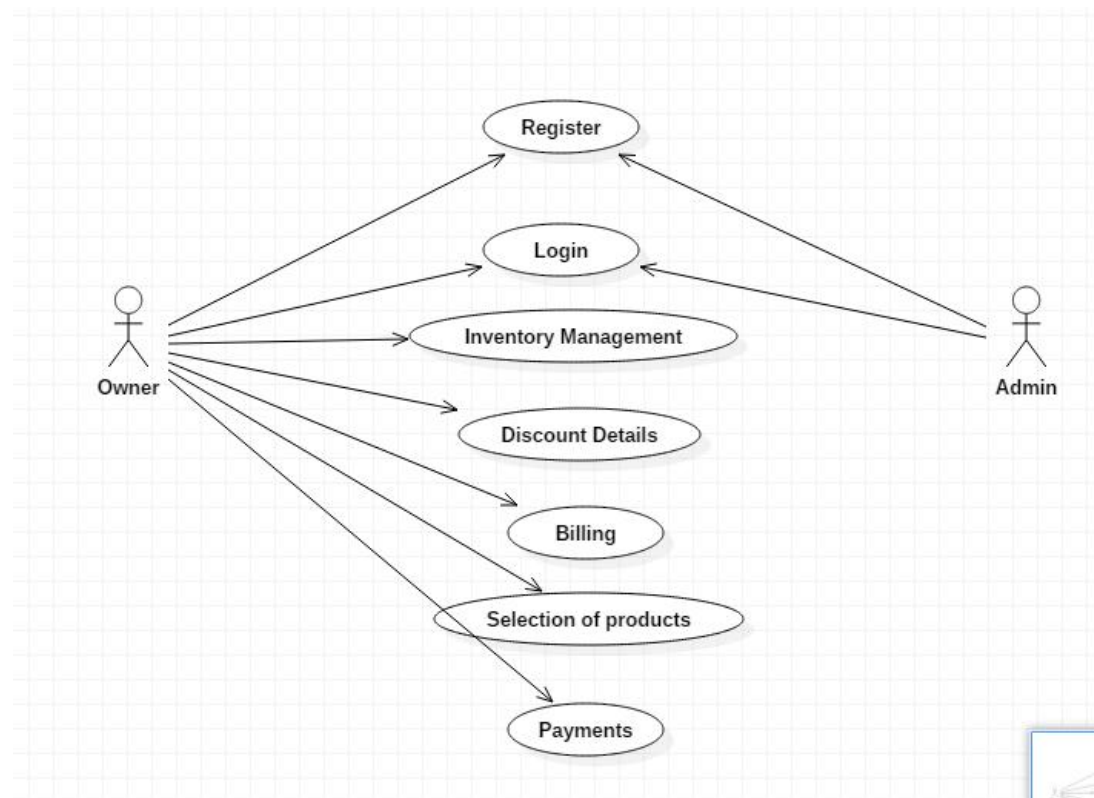 Register
Login
Inventory Management
Owner
Admin
Discount Details
Billing
Selection of products
Payments